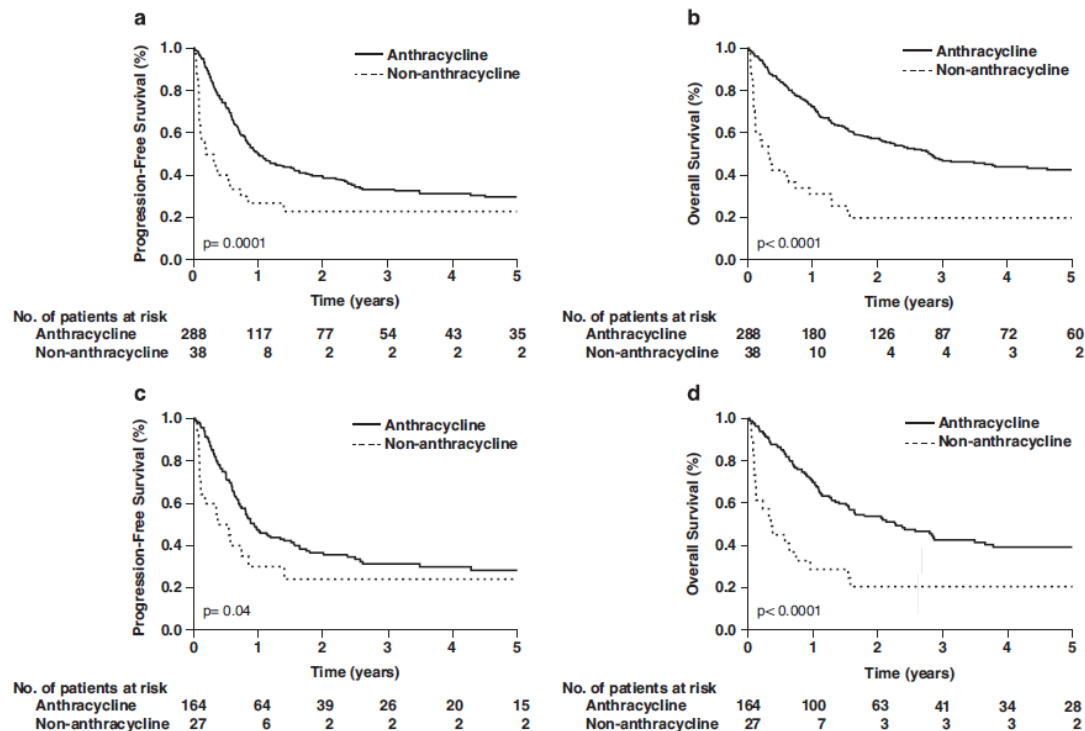 a
Progression-Free Sruvival (%)
1.0
0.8
0.6
0.4
0.2
0.0
Anthracycline
Non-anthracycline
p= 0.0001
0 1 2 3 4 5
Time (years)
No. of patients at risk
Anthracycline 288 117 77 54 43 35
Non-anthracycline 38 8 2 2 2 2
b
Overall Survival (%)
1.0
0.8
0.6
0.4
0.2
0.0
Anthracycline
Non-anthracycline
p< 0.0001
0 1 2 3 4 5
Time (years)
No. of patients at risk
Anthracycline 288 180 126 87 72 60
Non-anthracycline 38 10 4 4 3 2
c
Progression-Free Survival (%)
1.0
0.8
0.6
0.4
0.2
0.0
Anthracycline
Non-anthracycline
p= 0.04
0 1 2 3 4 5
Time (years)
No. of patients at risk
Anthracycline 164 64 39 26 20 15
Non-anthracycline 27 6 2 2 2 2
d
Overall Survival (%)
1.0
0.8
0.6
0.4
0.2
0.0
Anthracycline
Non-anthracycline
p< 0.0001
0 1 2 3 4 5
Time (years)
No. of patients at risk
Anthracycline 164 100 63 41 34 28
Non-anthracycline 27 7 3 3 3 2